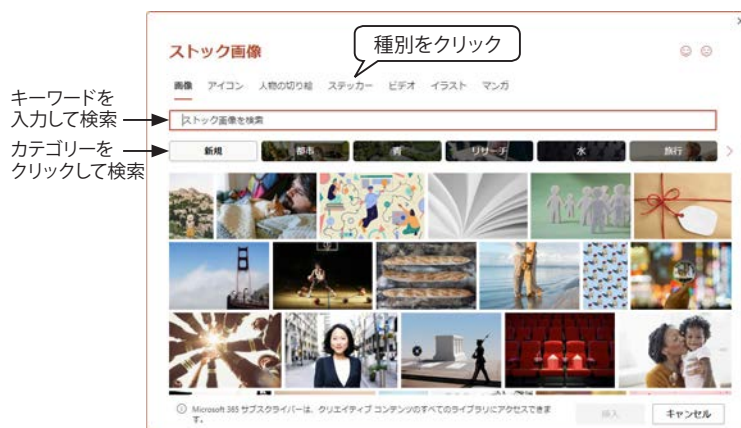 ストック画像
種別をクリック
画像 アイコン 人物の切り絵 ステッカー ビデオ イラスト マンガ
キーワードを
入力して検索
ストック画像を検索
カテゴリーを
クリックして検索
新規 都市 青 リサーチ 水 旅行
Microsoft 365 サブスクライバーは、クリエイティブ コンテンツのすべてのライブラリにアクセスできま
す。
挿入 キャンセル